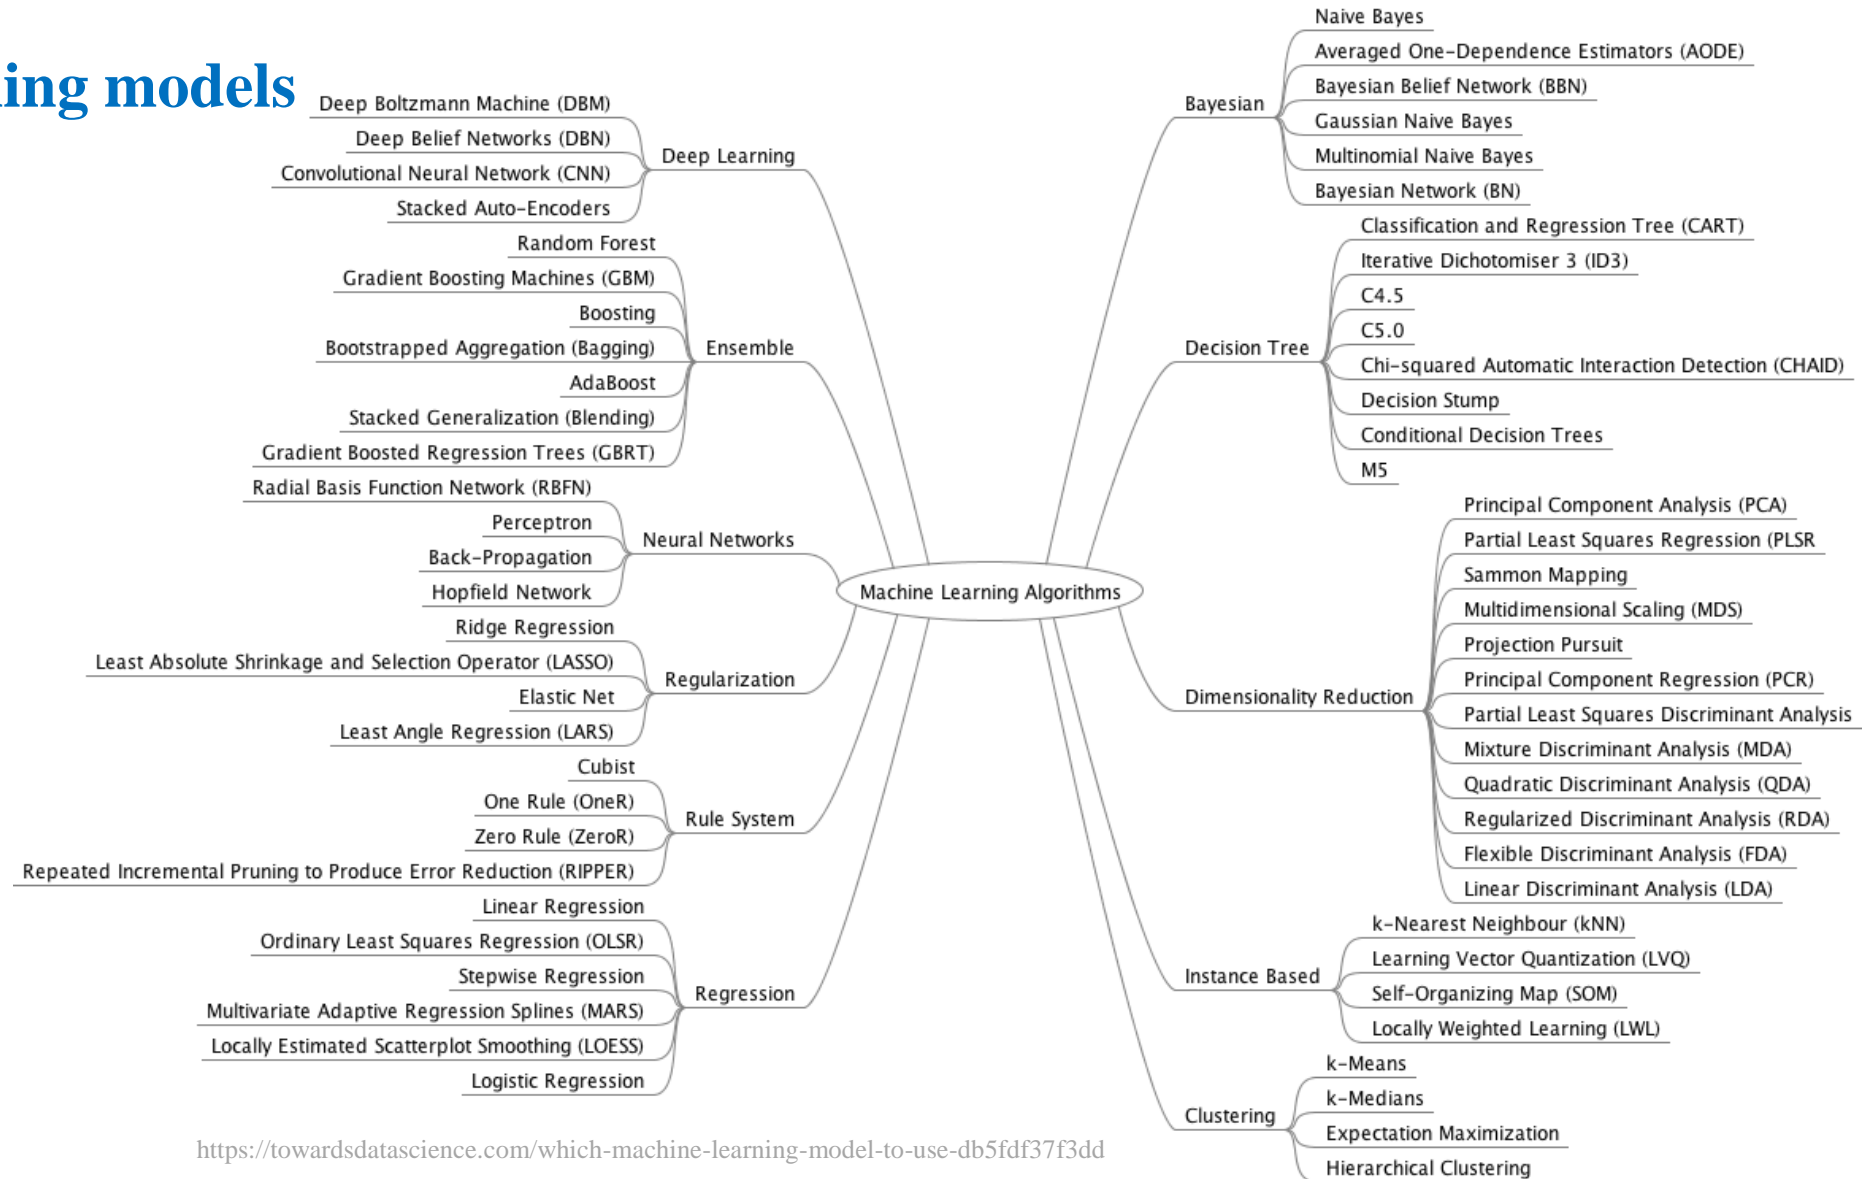 ing models
Deep Boltzmann Machine (DBM)
Deep Belief Networks (DBN)
Convolutional Neural Network (CNN)
Stacked Auto-Encoders
Deep Learning
Random Forest
Gradient Boosting Machines (GBM)
Boosting
Bootstrapped Aggregation (Bagging)
AdaBoost
Stacked Generalization (Blending)
Gradient Boosted Regression Trees (GBRT)
Ensemble
Radial Basis Function Network (RBFN)
Perceptron
Back-Propagation
Hopfield Network
Neural Networks
Ridge Regression
Least Absolute Shrinkage and Selection Operator (LASSO)
Elastic Net
Least Angle Regression (LARS)
Regularization
Cubist
One Rule (OneR)
Zero Rule (ZeroR)
Repeated Incremental Pruning to Produce Error Reduction (RIPPER)
Rule System
Linear Regression
Ordinary Least Squares Regression (OLSR)
Stepwise Regression
Multivariate Adaptive Regression Splines (MARS)
Locally Estimated Scatterplot Smoothing (LOESS)
Logistic Regression
Regression
Machine Learning Algorithms
Bayesian
Naive Bayes
Averaged One-Dependence Estimators (AODE)
Bayesian Belief Network (BBN)
Gaussian Naive Bayes
Multinomial Naive Bayes
Bayesian Network (BN)
Decision Tree
Classification and Regression Tree (CART)
Iterative Dichotomiser 3 (ID3)
C4.5
C5.0
Chi-squared Automatic Interaction Detection (CHAID)
Decision Stump
Conditional Decision Trees
M5
Dimensionality Reduction
Principal Component Analysis (PCA)
Partial Least Squares Regression (PLSR
Sammon Mapping
Multidimensional Scaling (MDS)
Projection Pursuit
Principal Component Regression (PCR)
Partial Least Squares Discriminant Analysis
Mixture Discriminant Analysis (MDA)
Quadratic Discriminant Analysis (QDA)
Regularized Discriminant Analysis (RDA)
Flexible Discriminant Analysis (FDA)
Linear Discriminant Analysis (LDA)
Instance Based
k-Nearest Neighbour (kNN)
Learning Vector Quantization (LVQ)
Self-Organizing Map (SOM)
Locally Weighted Learning (LWL)
Clustering
k-Means
k-Medians
Expectation Maximization
Hierarchical Clustering
https://towardsdatascience.com/which-machine-learning-model-to-use-db5fdf37f3dd